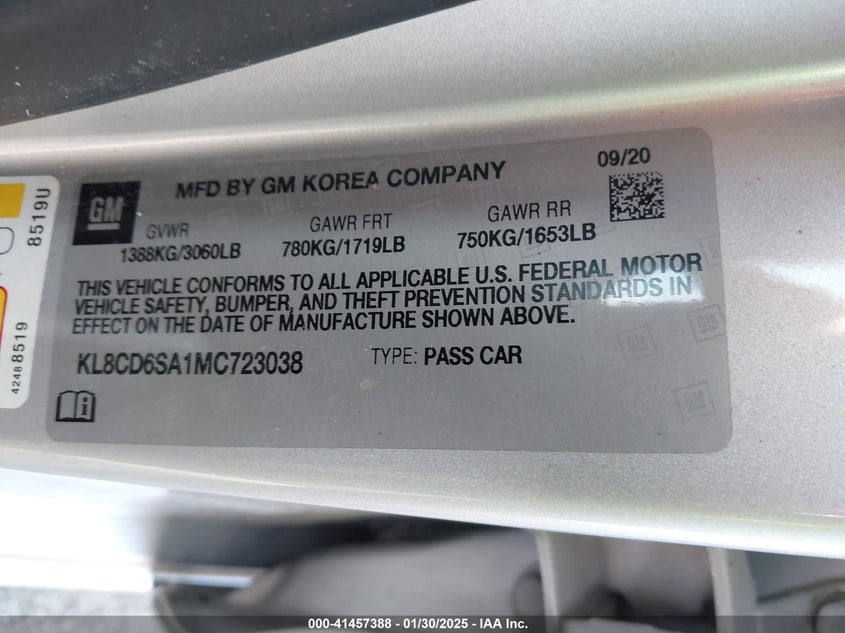 MFD BY GM KOREA COMPANY
09/20
GM
GVWR
1388KG/3060LB
GAWR FRT
780KG/1719LB
GAWR RR
750KG/1653LB
THIS VEHICLE CONFORMS TO ALL APPLICABLE U.S. FEDERAL MOTOR
VEHICLE SAFETY, BUMPER, AND THEFT PREVENTION STANDARDS IN
EFFECT ON THE DATE OF MANUFACTURE SHOWN ABOVE.
KL8CD6SA1MC723038
TYPE: PASS CAR
8519U
42488519
000-41457388 - 01/30/2025 - IAA Inc.